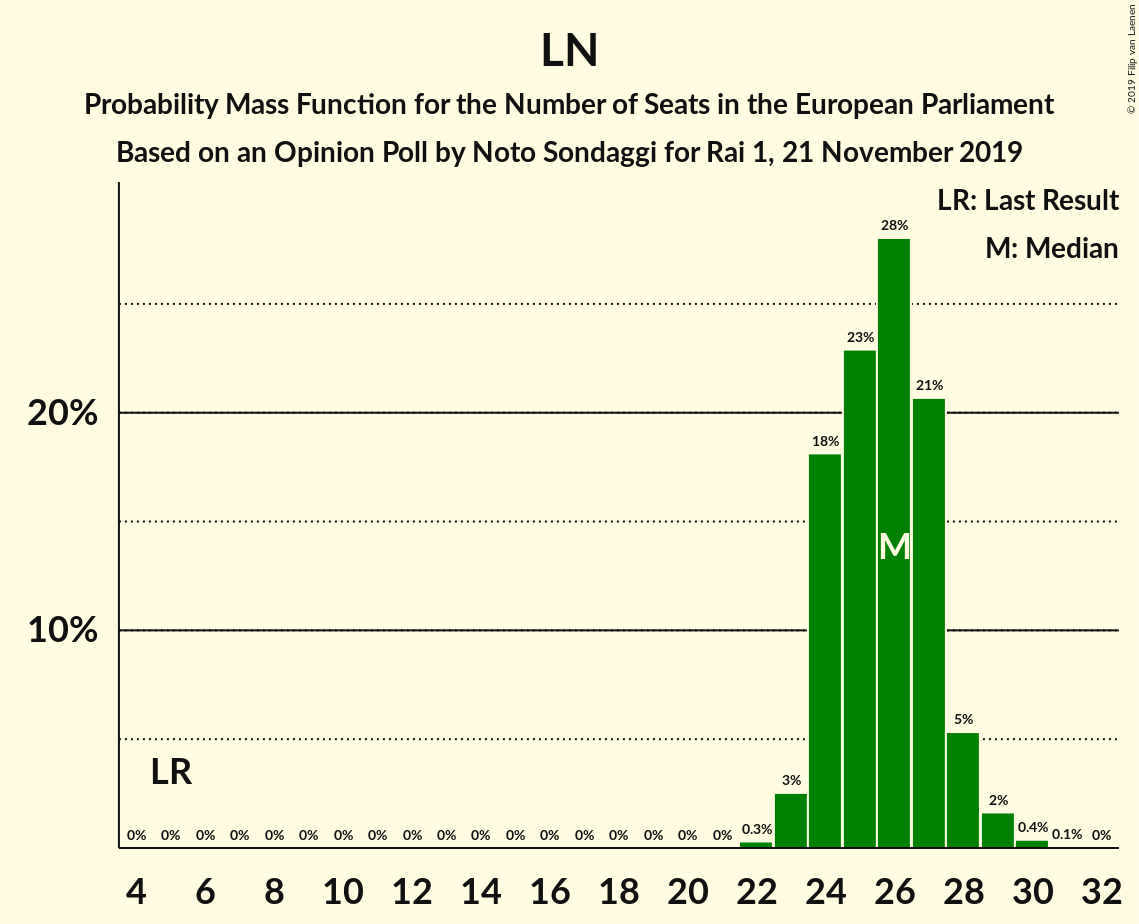 LN
Probability Mass Function for the Number of Seats in the European Parliament
Based on an Opinion Poll by Noto Sondaggi for Rai 1, 21 November 2019
© 2019 Filip van Laenen
LR: Last Result
M: Median
28%
23%
21%
20%
18%
M
10%
5%
LR
3%
2%
0% 0% 0% 0% 0% 0% 0% 0% 0% 0% 0% 0% 0% 0% 0% 0% 0% 0% 0.3% 0.4% 0.1% 0%
4 6 8 10 12 14 16 18 20 22 24 26 28 30 32